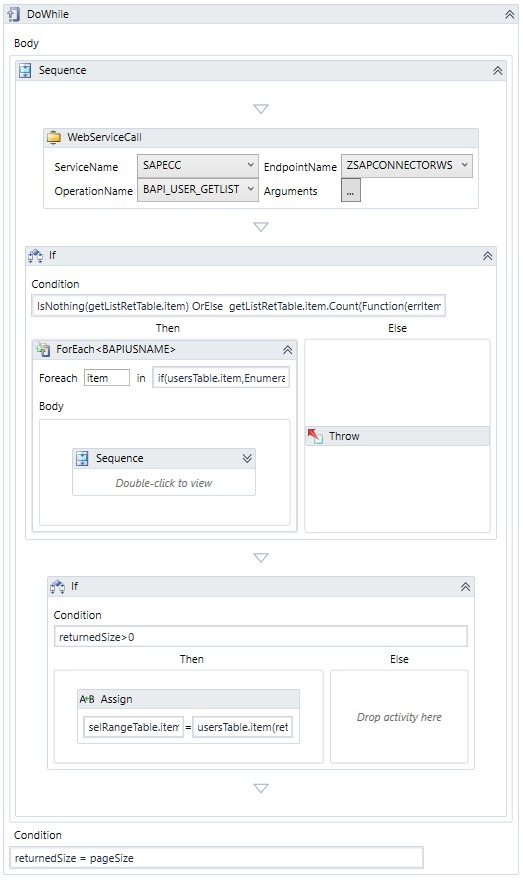 DoWhile
Body
Sequence
WebServiceCall
ServiceName SAPECC EndpointName ZSAPCONNECTORWS
OperationName BAPI_USER_GETLIST Arguments ...
If
Condition
IsNothing(getListRetTable.item) OrElse getListRetTable.item.Count(Function(errItem
Then Else
ForEach<BAPIUSNAME>
Foreach item in if(usersTable.item,Enumera
Body
Sequence
Double-click to view
Throw
If
Condition
returnedSize>0
Then Else
A+B Assign
selRangeTable.item = usersTable.item(ret
Drop activity here
Condition
returnedSize = pageSize